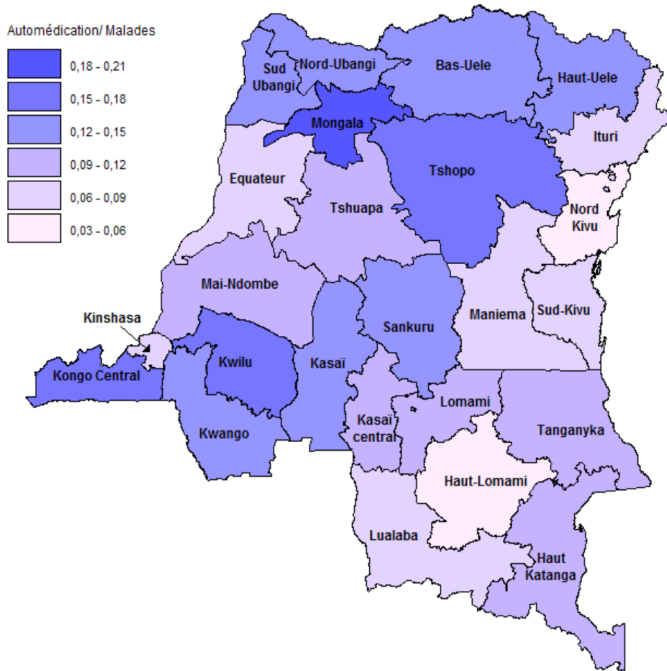 Automédication/ Malades
0,18 - 0,21
0,15 - 0,18
0,12 - 0,15
0,09 - 0,12
0,06 - 0,09
0,03 - 0,06
Nord-Ubangi
Sud
Ubangi
Bas-Uele
Haut-Uele
Mongala
Ituri
Tshopo
Equateur
Tshuapa
Nord
Kivu
Mai-Ndombe
Maniema
Sud-Kivu
Kinshasa
Sankuru
Kwilu
Kasaï
Kongo Central
Lomami
Kasaï
central
Tanganyka
Kwango
Haut-Lomami
Lualaba
Haut
Katanga